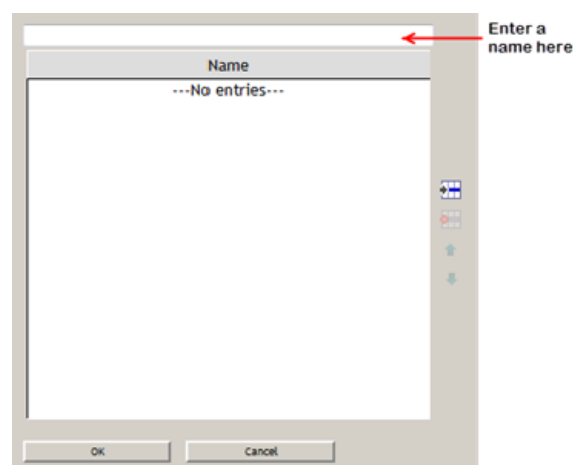 Enter a
name here
Name
---No entries---
OK
Cancel